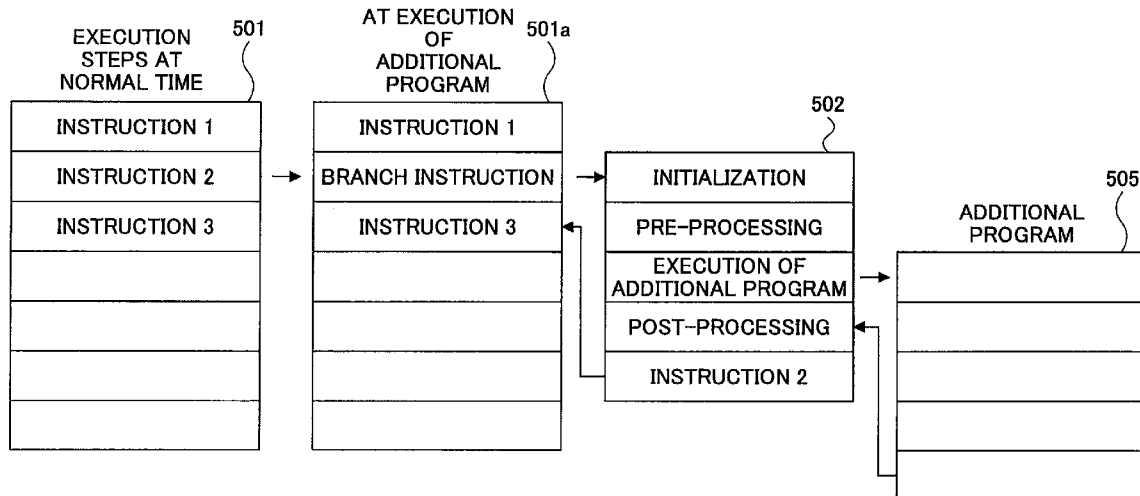 EXECUTION
STEPS AT
NORMAL TIME
501
INSTRUCTION 1
INSTRUCTION 2
INSTRUCTION 3
AT EXECUTION
OF
ADDITIONAL
PROGRAM
501a
INSTRUCTION 1
BRANCH INSTRUCTION
INSTRUCTION 3
502
INITIALIZATION
PRE-PROCESSING
EXECUTION OF
ADDITIONAL PROGRAM
POST-PROCESSING
INSTRUCTION 2
ADDITIONAL
PROGRAM
505